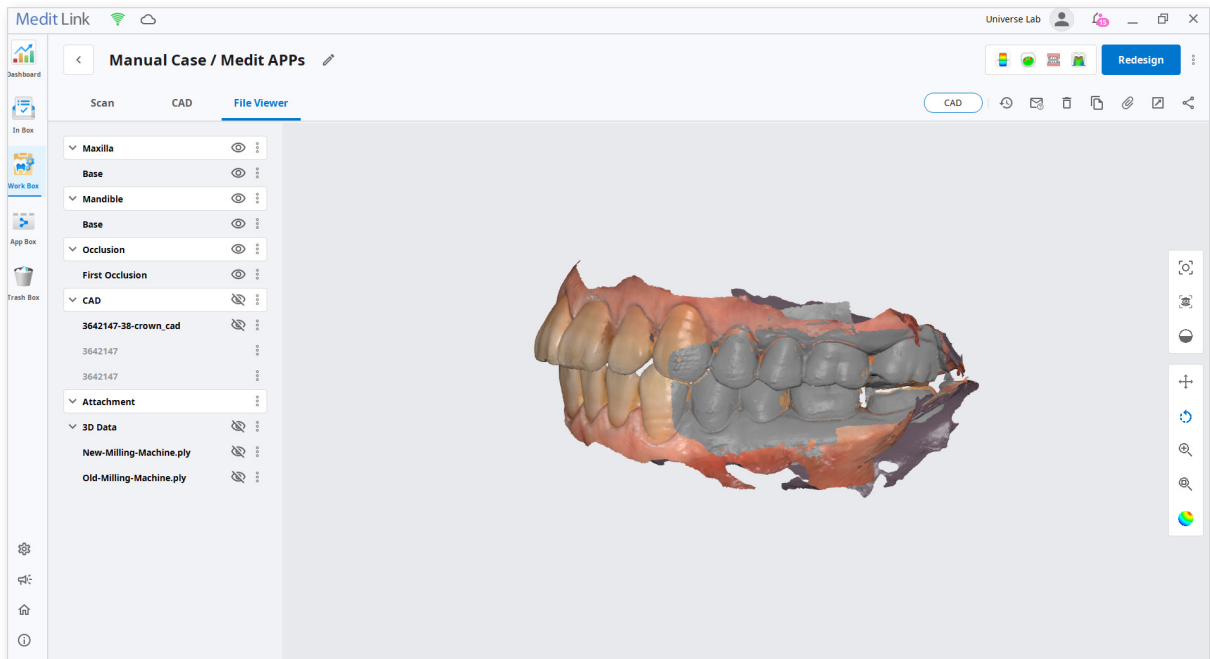 Medit Link
Universe Lab
15
Dashboard
In Box
Work Box
App Box
Trash Box
Manual Case / Medit APPs
Redesign
Scan
CAD
File Viewer
CAD
Maxilla
Base
Mandible
Base
Occlusion
First Occlusion
CAD
3642147-38-crown_cad
3642147
3642147
Attachment
3D Data
New-Milling-Machine.ply
Old-Milling-Machine.ply